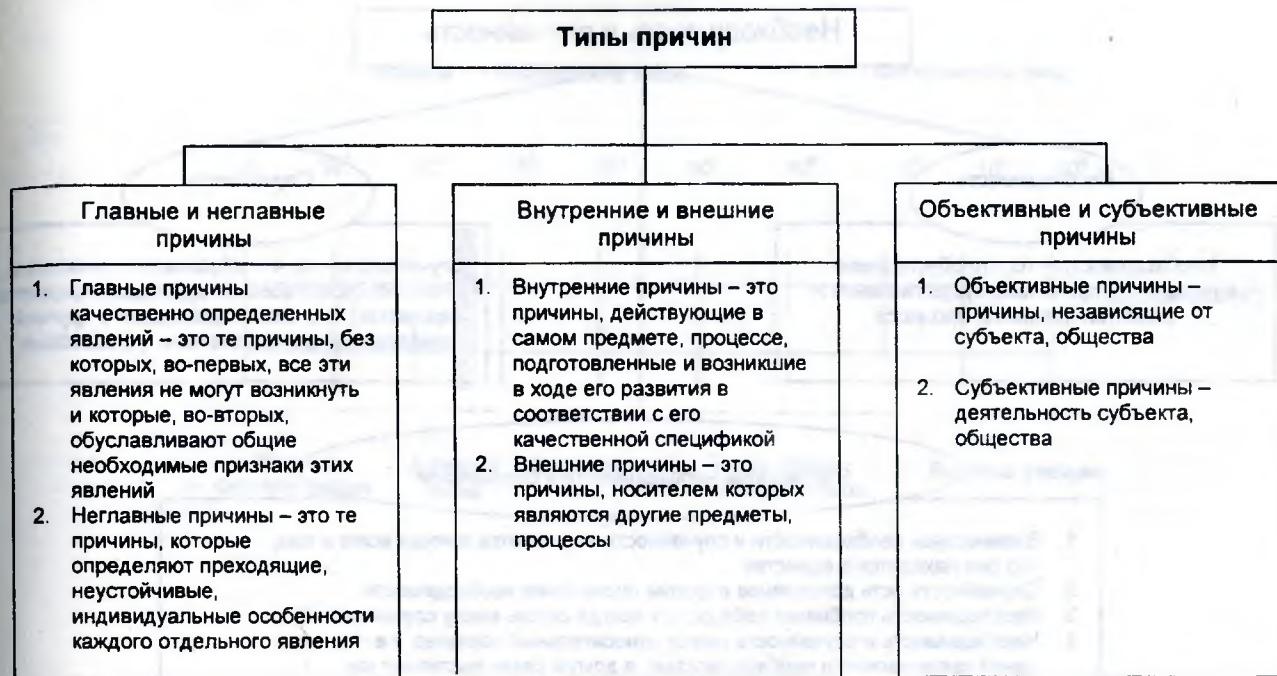 Типы причин
Главные и неглавные
причины
1. Главные причины
качественно определенных
явлений – это те причины, без
которых, во-первых, все эти
явления не могут возникнуть
и которые, во-вторых,
обуславливают общие
необходимые признаки этих
явлений
2. Неглавные причины – это те
причины, которые
определяют преходящие,
неустойчивые,
индивидуальные особенности
каждого отдельного явления
Внутренние и внешние
причины
1. Внутренние причины – это
причины, действующие в
самом предмете, процессе,
подготовленные и возникшие
в ходе его развития в
соответствии с его
качественной спецификой
2. Внешние причины – это
причины, носителем которых
являются другие предметы,
процессы
Объективные и субъективные
причины
1. Объективные причины –
причины, независящие от
субъекта, общества
2. Субъективные причины –
деятельность субъекта,
общества